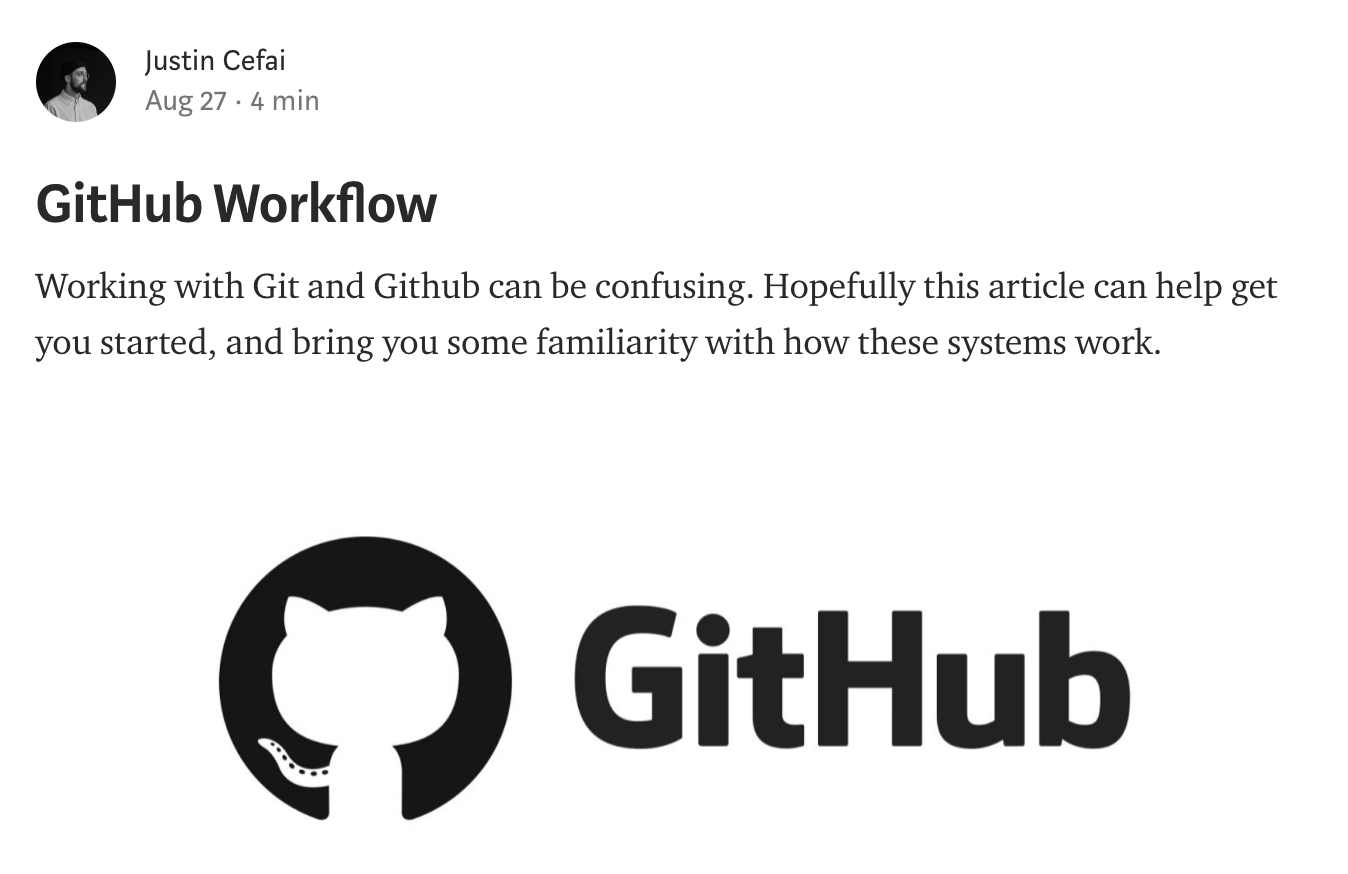 Justin Cefai
Aug 27 · 4 min
GitHub Workflow
Working with Git and Github can be confusing. Hopefully this article can help get
you started, and bring you some familiarity with how these systems work.
GitHub